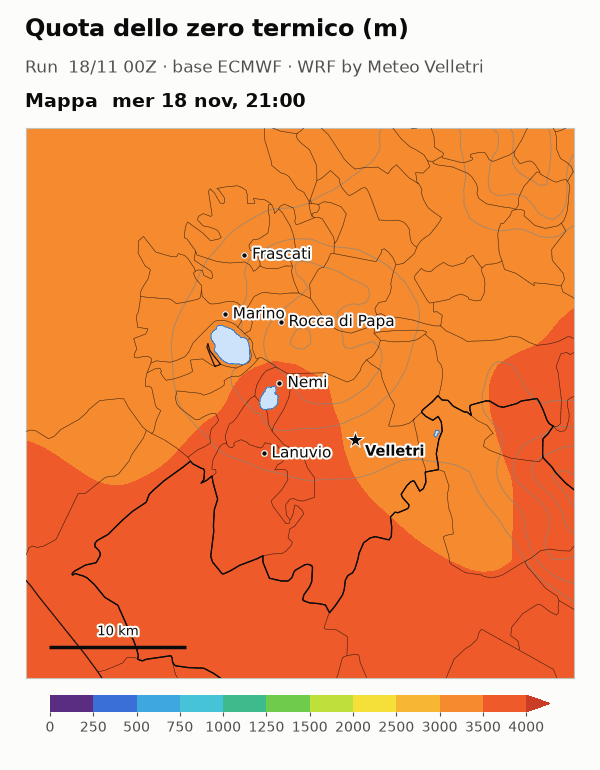 Quota dello zero termico (m)
Run  18/11 00Z · base ECMWF · WRF by Meteo Velletri
Mappa  mer 18 nov, 21:00
Frascati
Marino
Rocca di Papa
Nemi
Velletri
Lanuvio
10 km
0 250 500 750 1000 1250 1500 2000 2500 3000 3500 4000